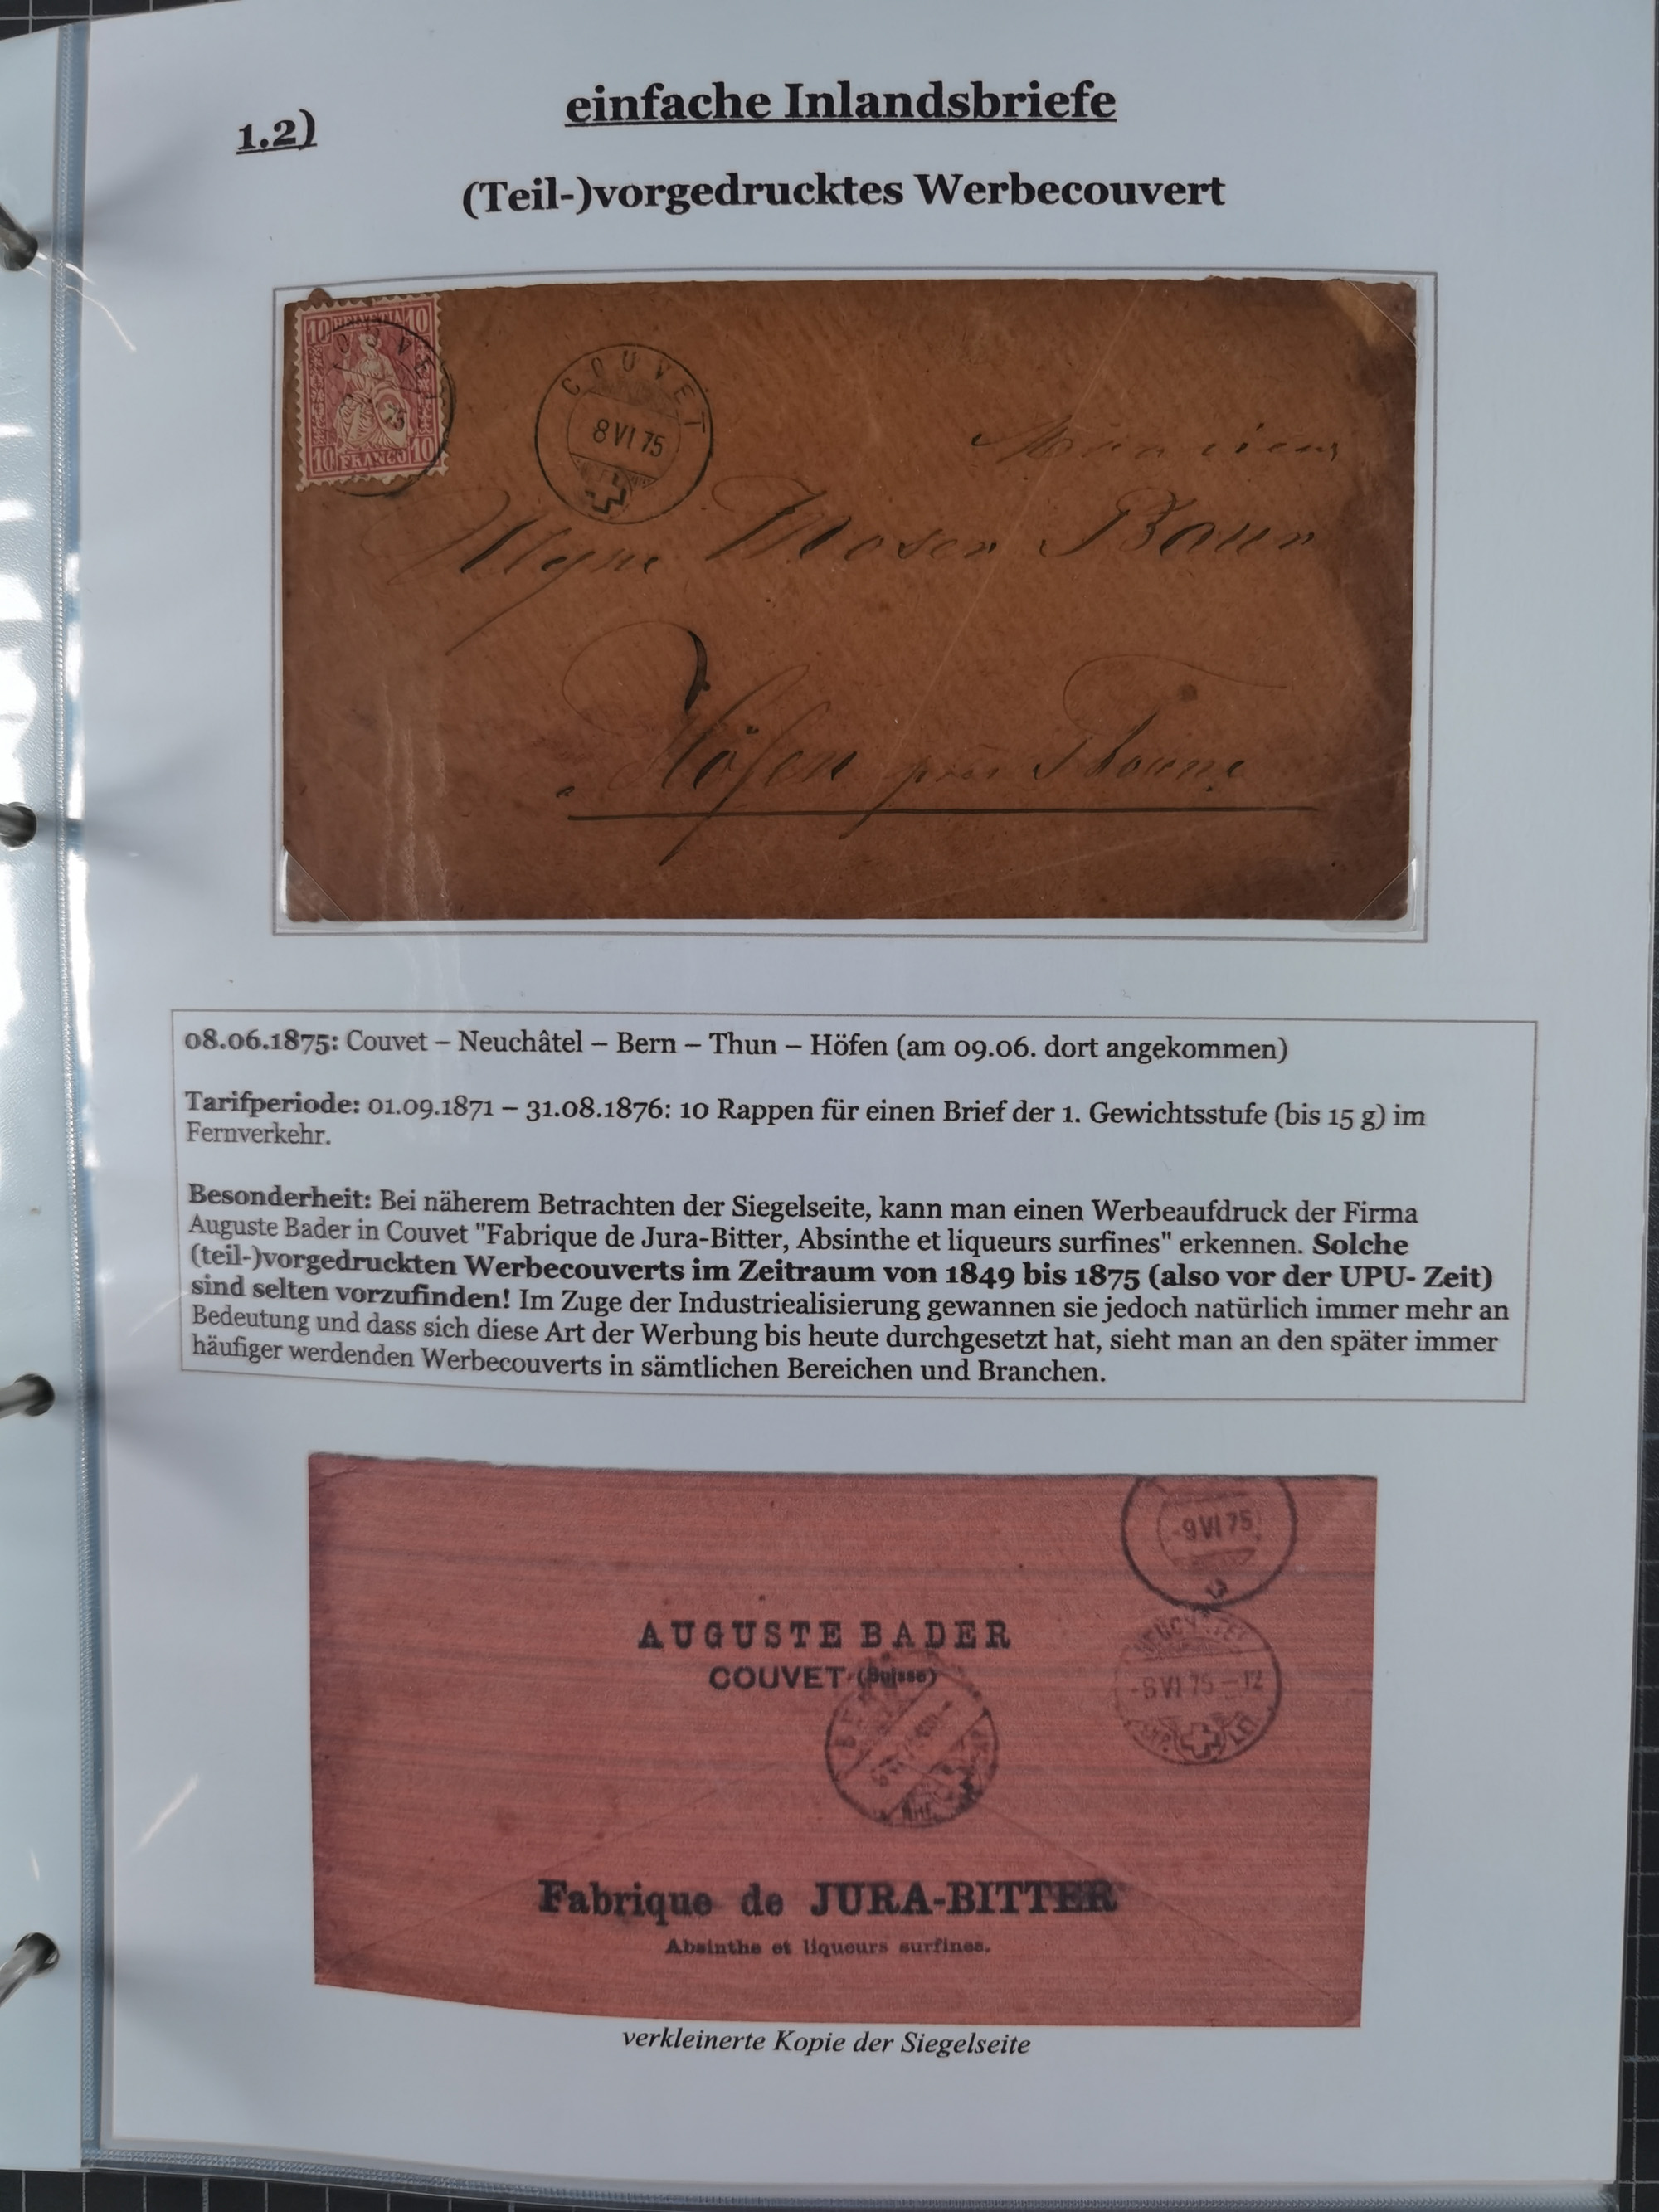 1.2)
einfache Inlandsbriefe
(Teil-)vorgedrucktes Werbecouvert
10 HELVETIA 10
10 FRANCO 10
COUVET
8 VI 75
Moser Baur
Höfen près Thoune
08.06.1875: Couvet – Neuchâtel – Bern – Thun – Höfen (am 09.06. dort angekommen)
Tarifperiode: 01.09.1871 – 31.08.1876: 10 Rappen für einen Brief der 1. Gewichtsstufe (bis 15 g) im
Fernverkehr.
Besonderheit: Bei näherem Betrachten der Siegelseite, kann man einen Werbeaufdruck der Firma
Auguste Bader in Couvet "Fabrique de Jura-Bitter, Absinthe et liqueurs surfines" erkennen. Solche
(teil-)vorgedruckten Werbecouverts im Zeitraum von 1849 bis 1875 (also vor der UPU- Zeit)
sind selten vorzufinden! Im Zuge der Industriealisierung gewannen sie jedoch natürlich immer mehr an
Bedeutung und dass sich diese Art der Werbung bis heute durchgesetzt hat, sieht man an den später immer
häufiger werdenden Werbecouverts in sämtlichen Bereichen und Branchen.
-9 VI 75
AUGUSTE BADER
COUVET (Suisse)
-8 VI 75 - 12
Fabrique de JURA-BITTER
Absinthe et liqueurs surfines.
verkleinerte Kopie der Siegelseite